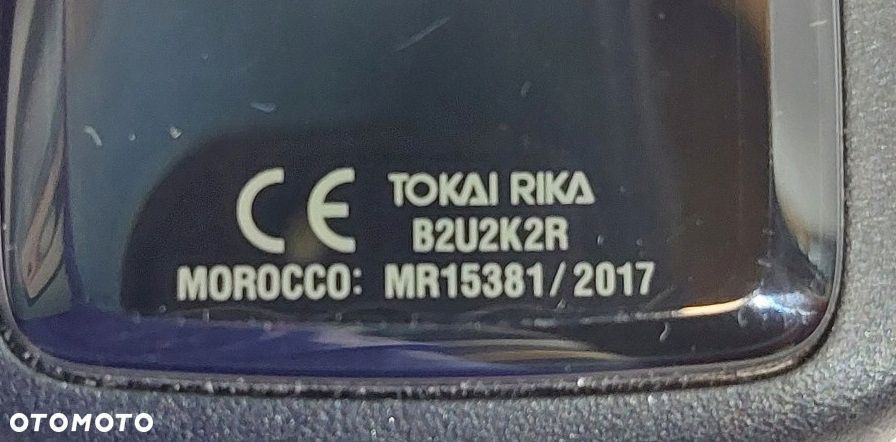 CE TOKAI RIKA
B2U2K2R
MOROCCO: MR15381/2017
OTOMOTO